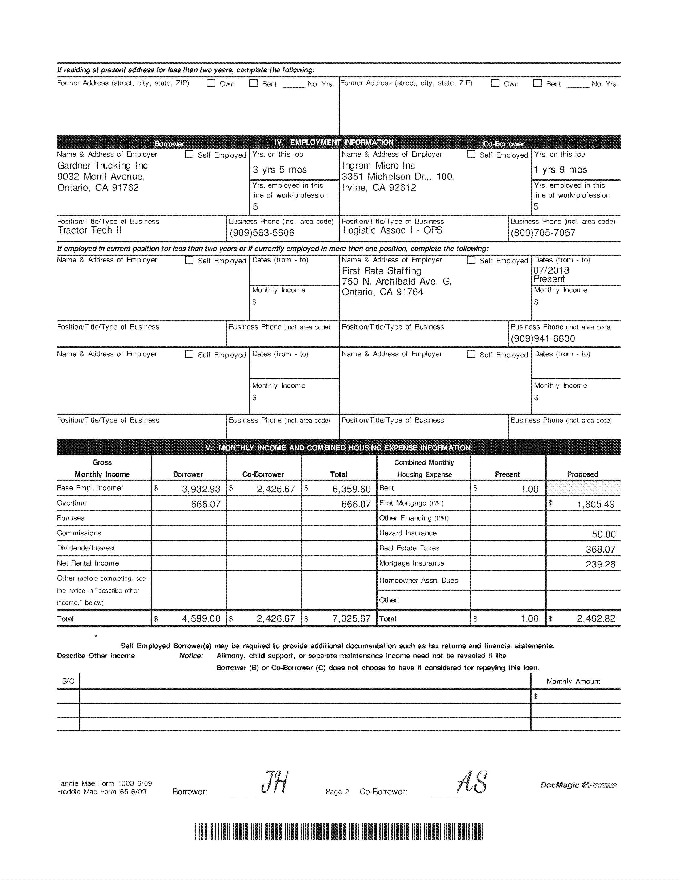 If residing at present address for less than two years, complete the following:
Former Address (street, city, state, ZIP) Own Rent No. Yrs. Former Address (street, city, state, ZIP) Own Rent No. Yrs.
Borrower IV. EMPLOYMENT INFORMATION Co-Borrower
Name & Address of Employer Self Employed Yrs. on this job Name & Address of Employer Self Employed Yrs. on this job
Gardner Trucking Inc 3 yrs 5 mos Ingram Micro Inc 1 yrs 9 mos
9032 Merril Avenue, 3351 Michelson Dr., 100,
Ontario, CA 91762 Yrs. employed in this Irvine, CA 92612 Yrs. employed in this
line of work/profession line of work/profession
$ $
Position/Title/Type of Business Business Phone (incl. area code) Position/Title/Type of Business Business Phone (incl. area code)
Tractor Tech II (909)563-5606 Logistic Assoc I - OPS (800)705-7057
If employed in current position for less than two years or if currently employed in more than one position, complete the following:
Name & Address of Employer Self Employed Dates (from - to) Name & Address of Employer Self Employed Dates (from - to)
First Rate Staffing 07/2018
750 N. Archibald Ave. G, Present
Monthly Income Ontario, CA 91764 Monthly Income
$ $
Position/Title/Type of Business Business Phone (incl. area code) Position/Title/Type of Business Business Phone (incl. area code)
Name & Address of Employer Self Employed Dates (from - to) Name & Address of Employer Self Employed Dates (from - to)
Monthly Income Monthly Income
$ $
Position/Title/Type of Business Business Phone (incl. area code) Position/Title/Type of Business Business Phone (incl. area code)
V. MONTHLY INCOME AND COMBINED HOUSING EXPENSE INFORMATION
Gross Combined Monthly
Monthly Income Borrower Co-Borrower Total Housing Expense Present Proposed
Base Empl. Income* $ 3,932.93 $ 2,426.67 $ 6,359.60 Rent $ 1.00
Overtime 666.07 666.07 First Mortgage (P&I) $ 1,805.49
Bonuses Other Financing (P&I)
Commissions Hazard Insurance 50.00
Dividends/Interest Real Estate Taxes 368.07
Net Rental Income Mortgage Insurance 239.26
Other (before completing, see Homeowner Assn. Dues
the notice in "describe other
income," below) Other:
Total $ 4,599.00 $ 2,426.67 $ 7,025.67 Total $ 1.00 $ 2,462.82
* Self Employed Borrower(s) may be required to provide additional documentation such as tax returns and financial statements.
Describe Other Income Notice: Alimony, child support, or separate maintenance income need not be revealed if the
Borrower (B) or Co-Borrower (C) does not choose to have it considered for repaying this loan.
B/C Monthly Amount
$
Fannie Mae Form 1003 6/09
Freddie Mac Form 65 6/09 Borrower: JH Page 2 Co-Borrower: AS DocMagic